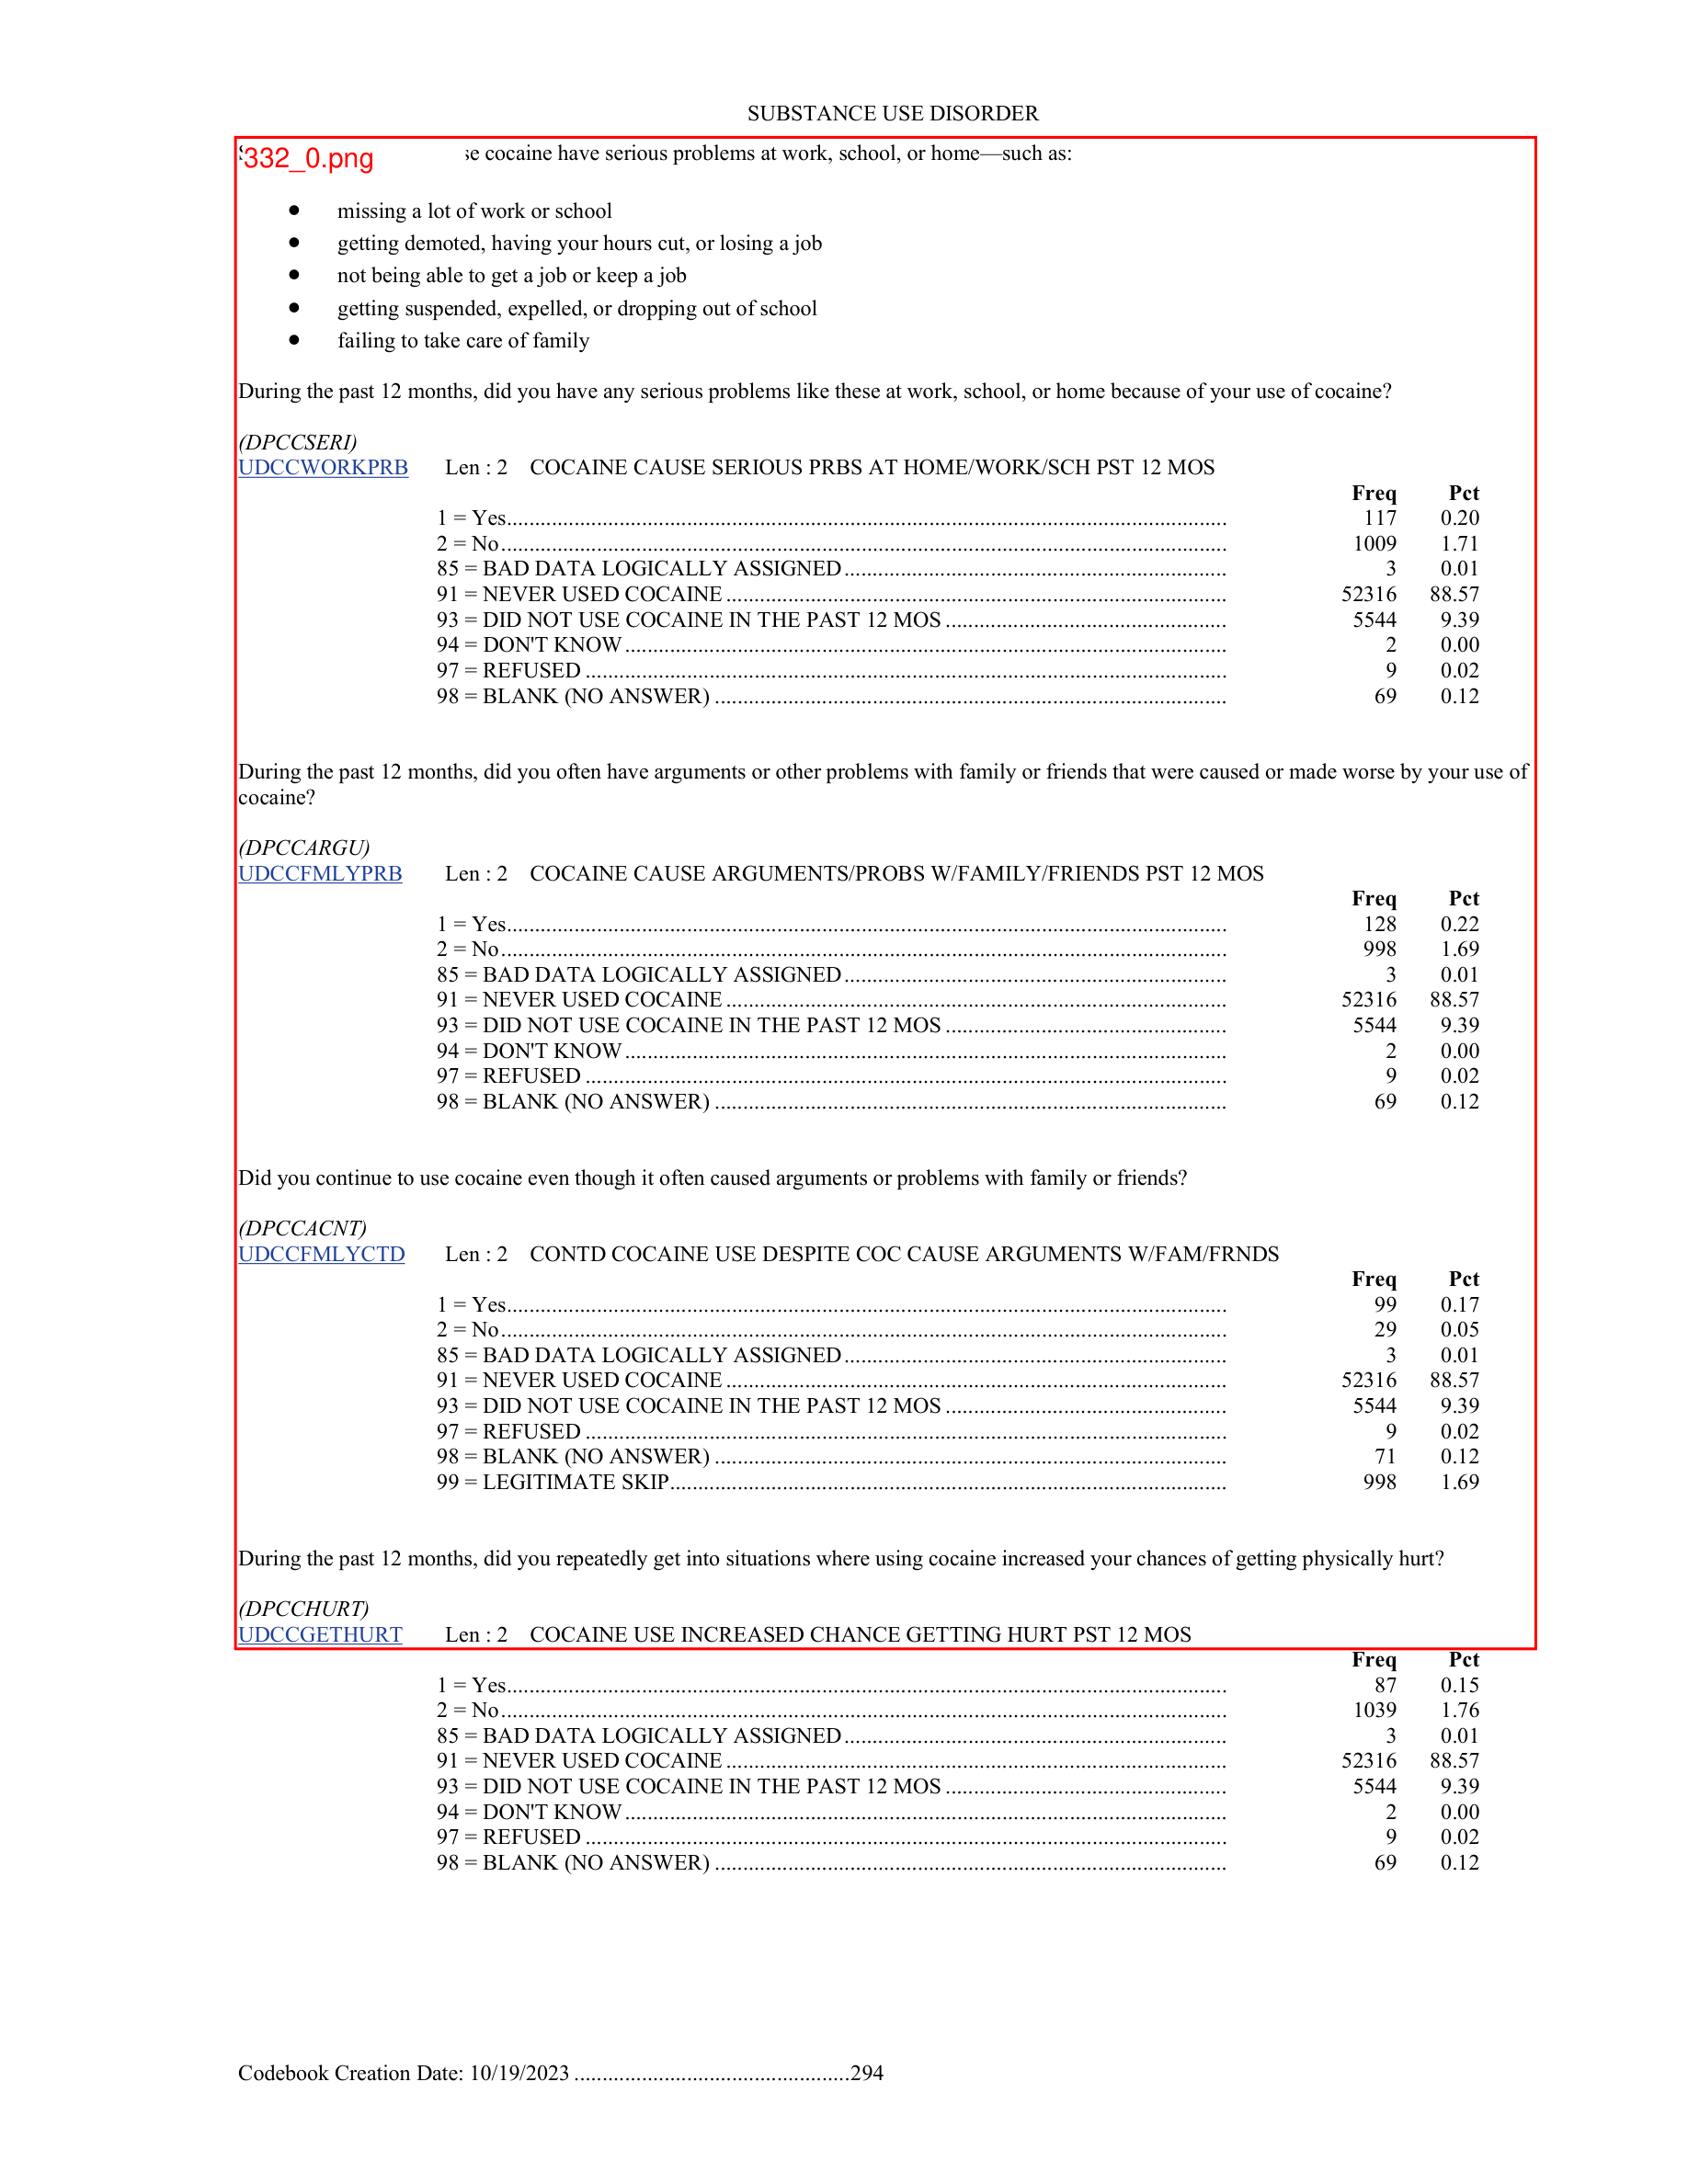 SUBSTANCE USE DISORDER
332_0.png se cocaine have serious problems at work, school, or home—such as:
● missing a lot of work or school
● getting demoted, having your hours cut, or losing a job
● not being able to get a job or keep a job
● getting suspended, expelled, or dropping out of school
● failing to take care of family
During the past 12 months, did you have any serious problems like these at work, school, or home because of your use of cocaine?
(DPCCSERI)
UDCCWORKPRB Len : 2 COCAINE CAUSE SERIOUS PRBS AT HOME/WORK/SCH PST 12 MOS
Freq Pct
1 = Yes 117 0.20
2 = No 1009 1.71
85 = BAD DATA LOGICALLY ASSIGNED 3 0.01
91 = NEVER USED COCAINE 52316 88.57
93 = DID NOT USE COCAINE IN THE PAST 12 MOS 5544 9.39
94 = DON'T KNOW 2 0.00
97 = REFUSED 9 0.02
98 = BLANK (NO ANSWER) 69 0.12
During the past 12 months, did you often have arguments or other problems with family or friends that were caused or made worse by your use of
cocaine?
(DPCCARGU)
UDCCFMLYPRB Len : 2 COCAINE CAUSE ARGUMENTS/PROBS W/FAMILY/FRIENDS PST 12 MOS
Freq Pct
1 = Yes 128 0.22
2 = No 998 1.69
85 = BAD DATA LOGICALLY ASSIGNED 3 0.01
91 = NEVER USED COCAINE 52316 88.57
93 = DID NOT USE COCAINE IN THE PAST 12 MOS 5544 9.39
94 = DON'T KNOW 2 0.00
97 = REFUSED 9 0.02
98 = BLANK (NO ANSWER) 69 0.12
Did you continue to use cocaine even though it often caused arguments or problems with family or friends?
(DPCCACNT)
UDCCFMLYCTD Len : 2 CONTD COCAINE USE DESPITE COC CAUSE ARGUMENTS W/FAM/FRNDS
Freq Pct
1 = Yes 99 0.17
2 = No 29 0.05
85 = BAD DATA LOGICALLY ASSIGNED 3 0.01
91 = NEVER USED COCAINE 52316 88.57
93 = DID NOT USE COCAINE IN THE PAST 12 MOS 5544 9.39
97 = REFUSED 9 0.02
98 = BLANK (NO ANSWER) 71 0.12
99 = LEGITIMATE SKIP 998 1.69
During the past 12 months, did you repeatedly get into situations where using cocaine increased your chances of getting physically hurt?
(DPCCHURT)
UDCCGETHURT Len : 2 COCAINE USE INCREASED CHANCE GETTING HURT PST 12 MOS
Freq Pct
1 = Yes 87 0.15
2 = No 1039 1.76
85 = BAD DATA LOGICALLY ASSIGNED 3 0.01
91 = NEVER USED COCAINE 52316 88.57
93 = DID NOT USE COCAINE IN THE PAST 12 MOS 5544 9.39
94 = DON'T KNOW 2 0.00
97 = REFUSED 9 0.02
98 = BLANK (NO ANSWER) 69 0.12
Codebook Creation Date: 10/19/2023 294